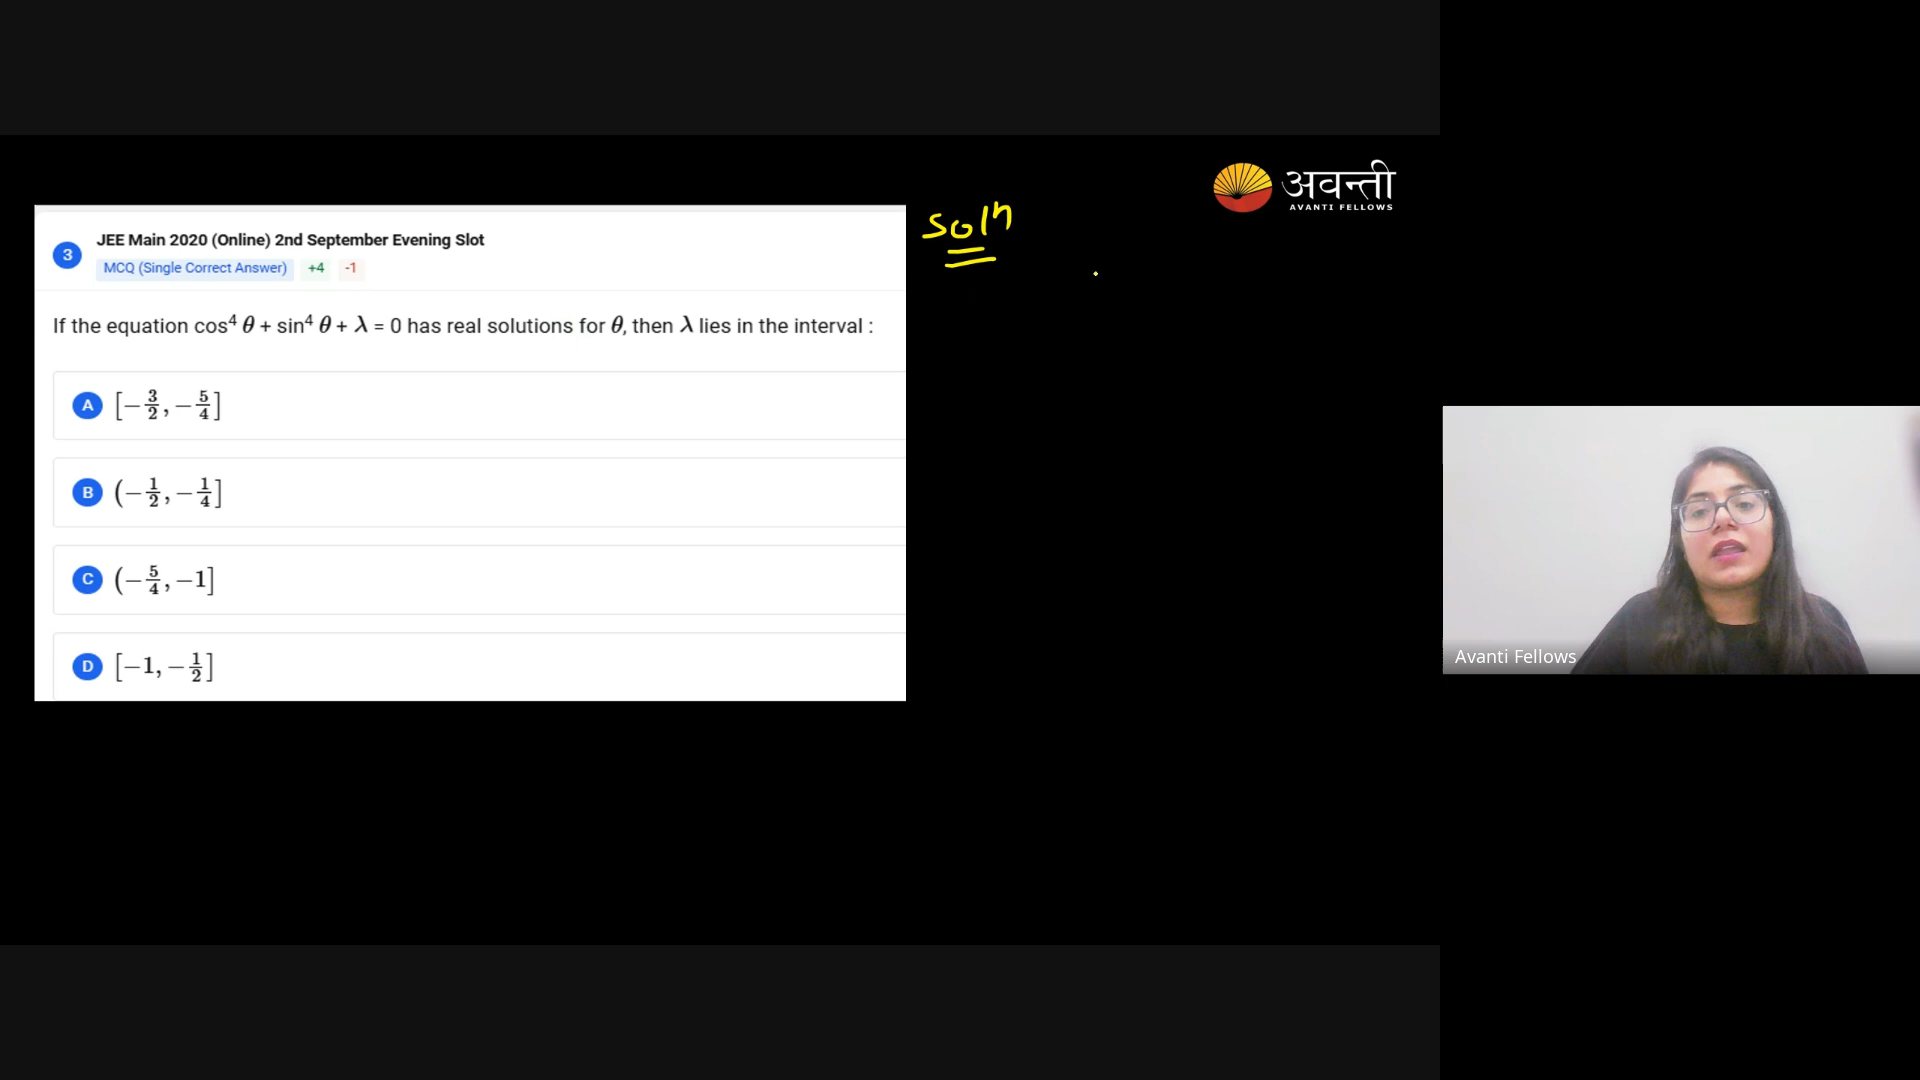 अवन्ती
AVANTI FELLOWS
3
JEE Main 2020 (Online) 2nd September Evening Slot
MCQ (Single Correct Answer) +4 -1
If the equation cos⁴ θ + sin⁴ θ + λ = 0 has real solutions for θ, then λ lies in the interval :
A [−3/2, −5/4]
B (−1/2, −1/4]
C (−5/4, −1]
D [−1, −1/2]
Soln
Avanti Fellows